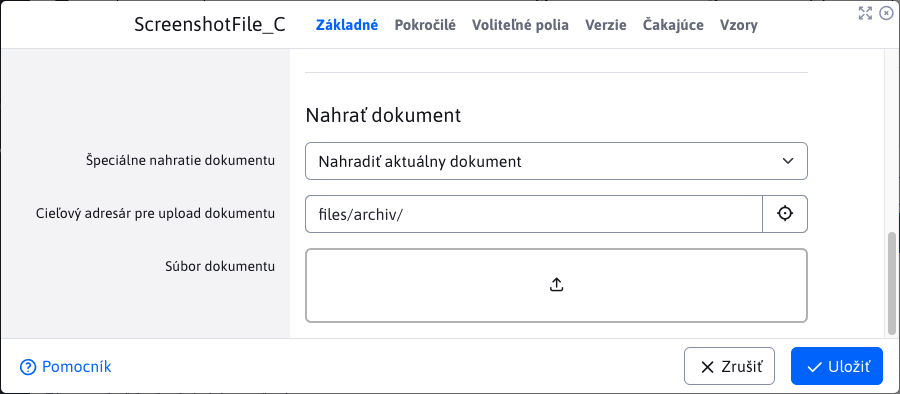 ScreenshotFile_C
Základné Pokročilé Voliteľné polia Verzie Čakajúce Vzory
Nahrať dokument
Špeciálne nahratie dokumentu Nahradiť aktuálny dokument
Cieľový adresár pre upload dokumentu files/archiv/
Súbor dokumentu
Pomocník Zrušiť Uložiť